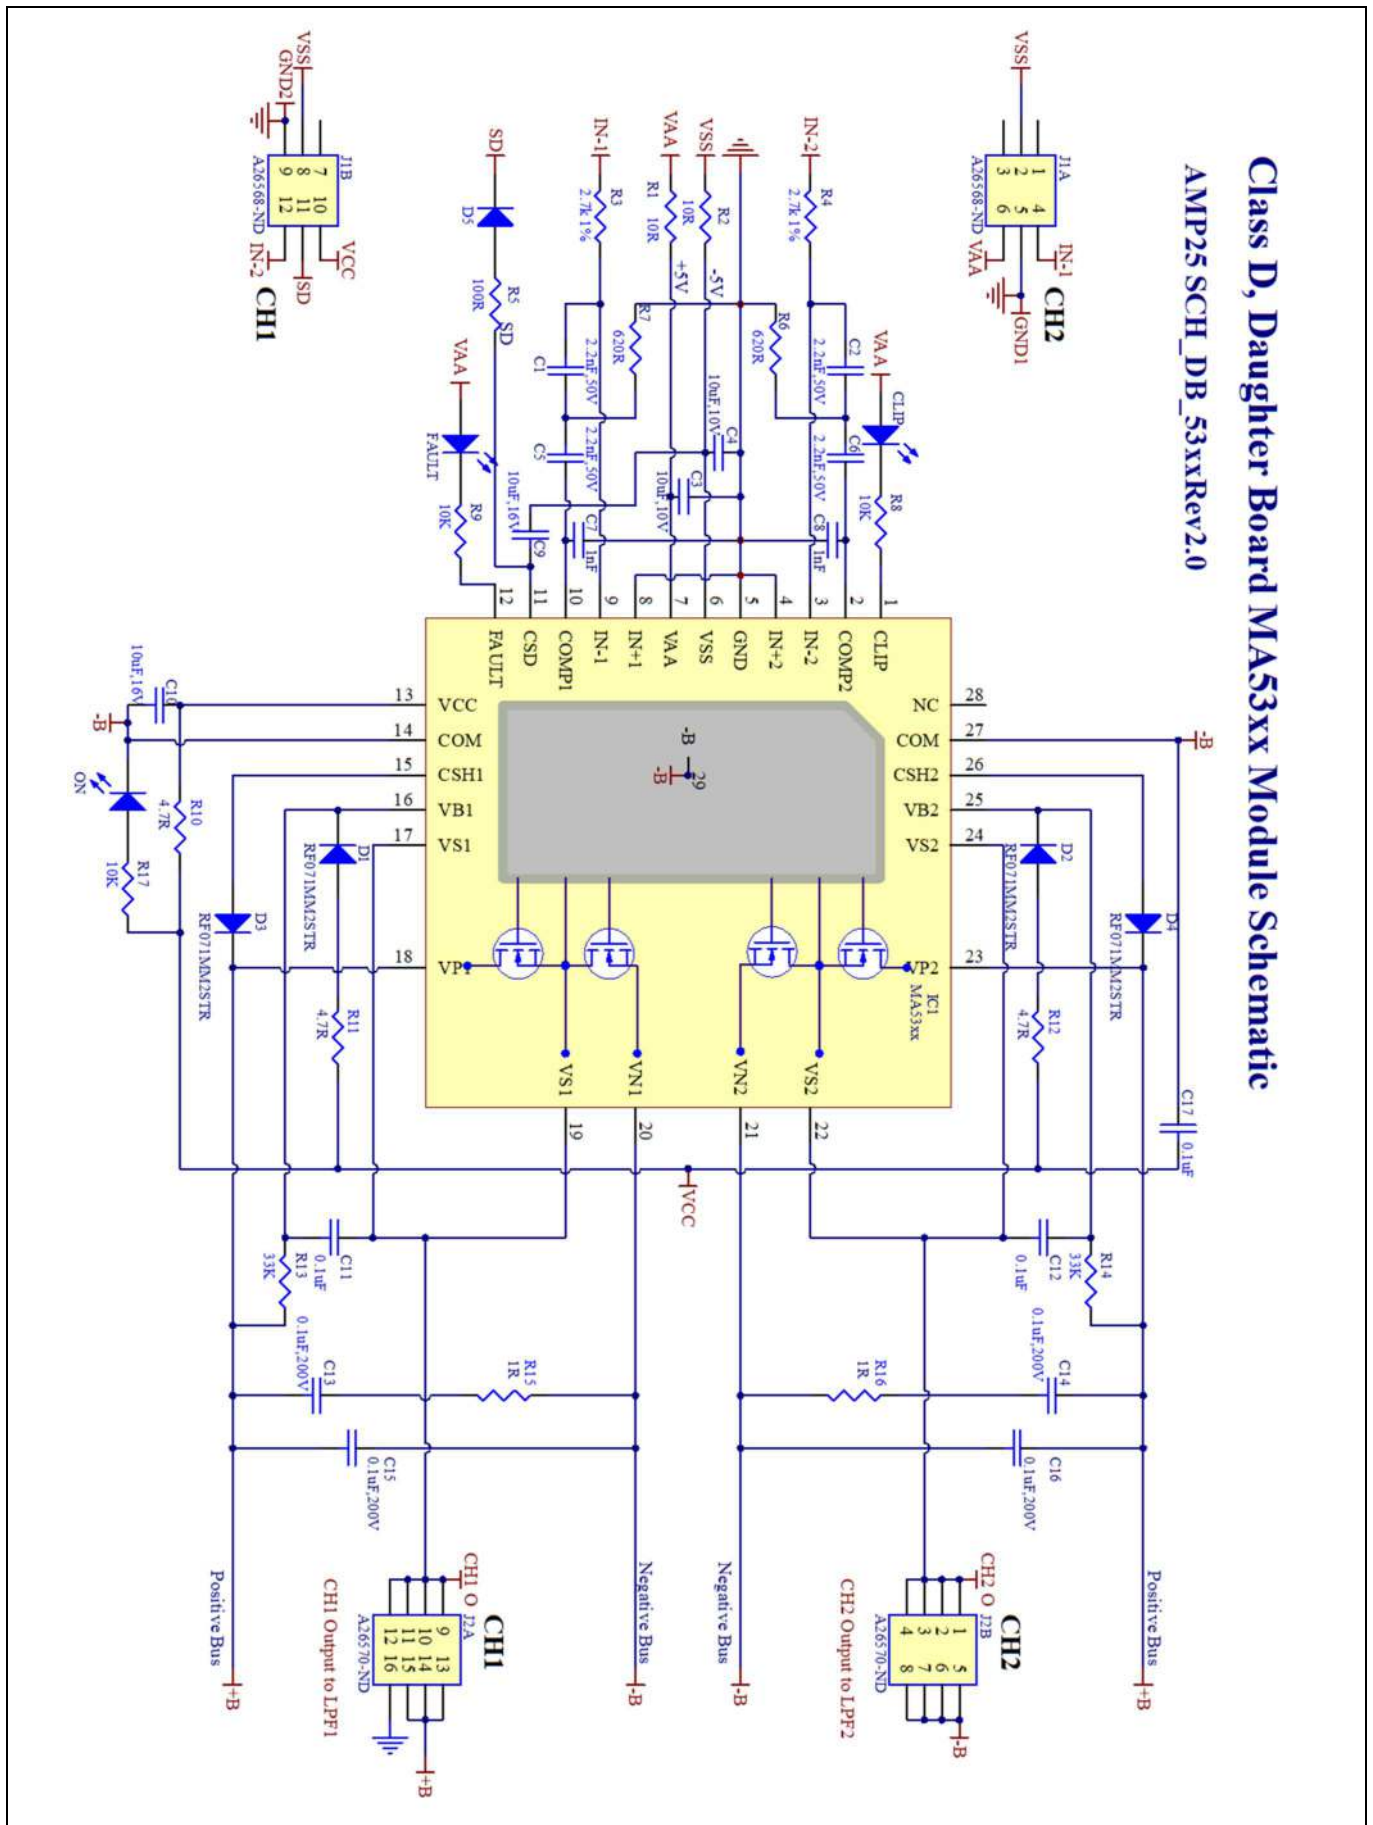 Class D, Daughter Board MA53xx Module Schematic
AMP25 SCH_DB_53xxRev2.0
VSS
J1A
1 4
2 5
3 6
A26568-ND
IN-1
GND1
VAA
CH2
VSS
GND2
J1B
7 10
8 11
9 12
A26568-ND
VCC
SD
IN-2
CH1
IN-2
R4
2.7k 1%
VSS
R2
10R
-5V
VAA
R1
10R
+5V
IN-1
R3
2.7k 1%
SD
D5
R5
100R
SD
VAA
CLIP
R8
10K
C2
2.2nF,50V
C6
2.2nF,50V
R6
620R
C8
1nF
C4
10uF,10V
C3
10uF,10V
R7
620R
C1
2.2nF,50V
C5
2.2nF,50V
C7
1nF
C9
10uF,16V
VAA
FAULT
R9
10K
1 CLIP
2 COMP2
3 IN-2
4 IN+2
5 GND
6 VSS
7 VAA
8 IN+1
9 IN-1
10 COMP1
11 CSD
12 FAULT
13 VCC
14 COM
15 CSH1
16 VB1
17 VS1
18 VP1
19 VS1
20 VN1
21 VN2
22 VS2
23 VP2
24 VS2
25 VB2
26 CSH2
27 COM
28 NC
-B
29
-B
IC1
MA53xx
-B
C17
0.1uF
D4
RF071MM2STR
D2
RF071MM2STR
R12
4.7R
C10
10uF,16V
-B
ON
R10
4.7R
R17
10K
D3
RF071MM2STR
D1
RF071MM2STR
R11
4.7R
VCC
R14
33K
C12
0.1uF
C14
0.1uF,200V
R16
1R
C16
0.1uF,200V
C11
0.1uF
R13
33K
C13
0.1uF,200V
R15
1R
C15
0.1uF,200V
Positive Bus
+B
CH2
CH2 O
J2B
1 5
2 6
3 7
4 8
A26570-ND
-B
CH2 Output to LPF2
Negative Bus
-B
Negative Bus
-B
CH1
CH1 O
J2A
9 13
10 14
11 15
12 16
A26570-ND
+B
CH1 Output to LPF1
Positive Bus
+B